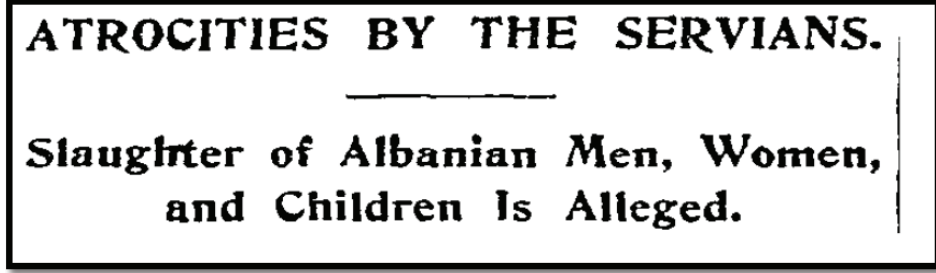 ATROCITIES BY THE SERVIANS.
Slaughter of Albanian Men, Women,
and Children Is Alleged.